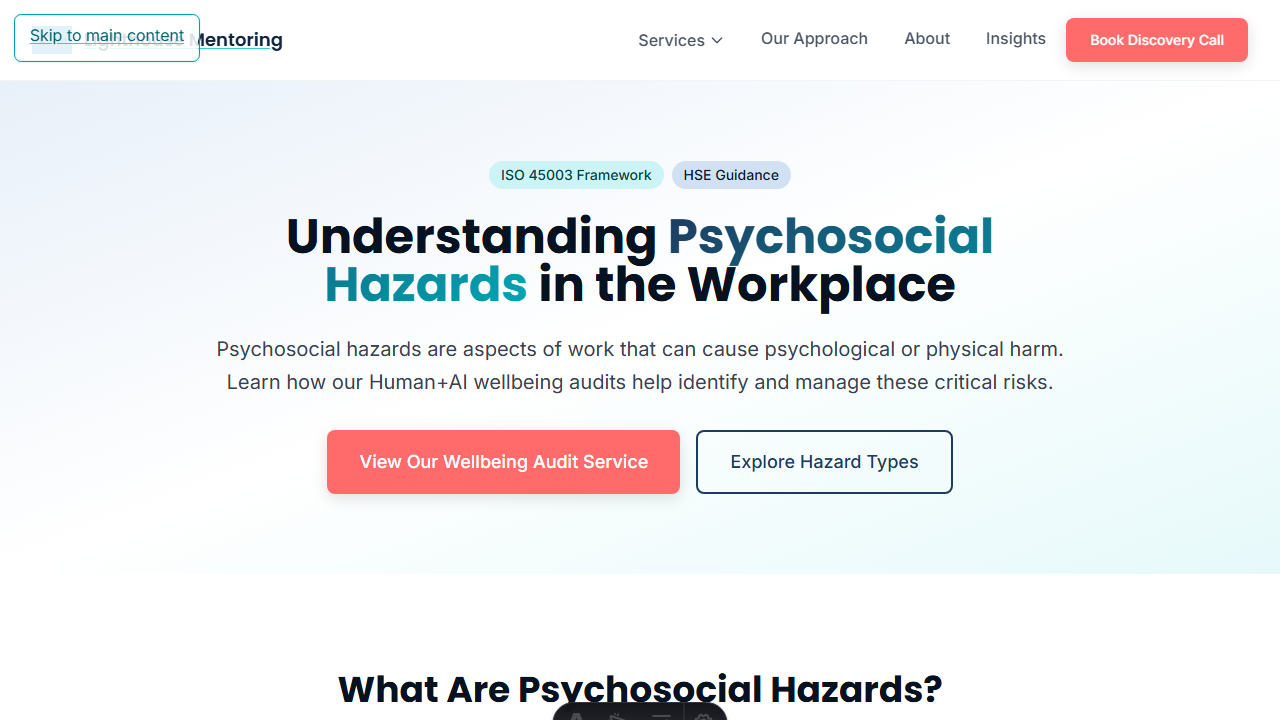 Skip to main content
Mentoring
Services
Our Approach
About
Insights
Book Discovery Call
ISO 45003 Framework
HSE Guidance
Understanding Psychosocial
Hazards in the Workplace
Psychosocial hazards are aspects of work that can cause psychological or physical harm.
Learn how our Human+AI wellbeing audits help identify and manage these critical risks.
View Our Wellbeing Audit Service
Explore Hazard Types
What Are Psychosocial Hazards?